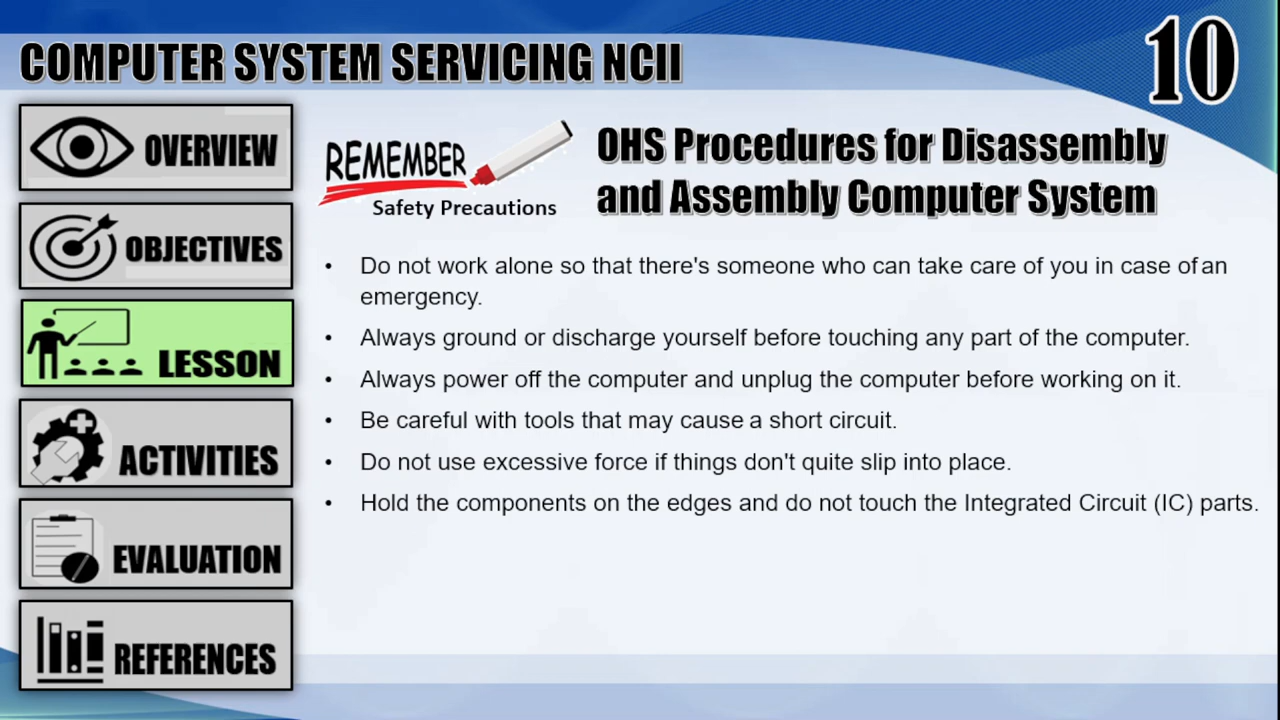 COMPUTER SYSTEM SERVICING NCII
10
OVERVIEW
OBJECTIVES
LESSON
ACTIVITIES
EVALUATION
REFERENCES
REMEMBER
Safety Precautions
OHS Procedures for Disassembly
and Assembly Computer System
• Do not work alone so that there's someone who can take care of you in case of an
emergency.
• Always ground or discharge yourself before touching any part of the computer.
• Always power off the computer and unplug the computer before working on it.
• Be careful with tools that may cause a short circuit.
• Do not use excessive force if things don't quite slip into place.
• Hold the components on the edges and do not touch the Integrated Circuit (IC) parts.